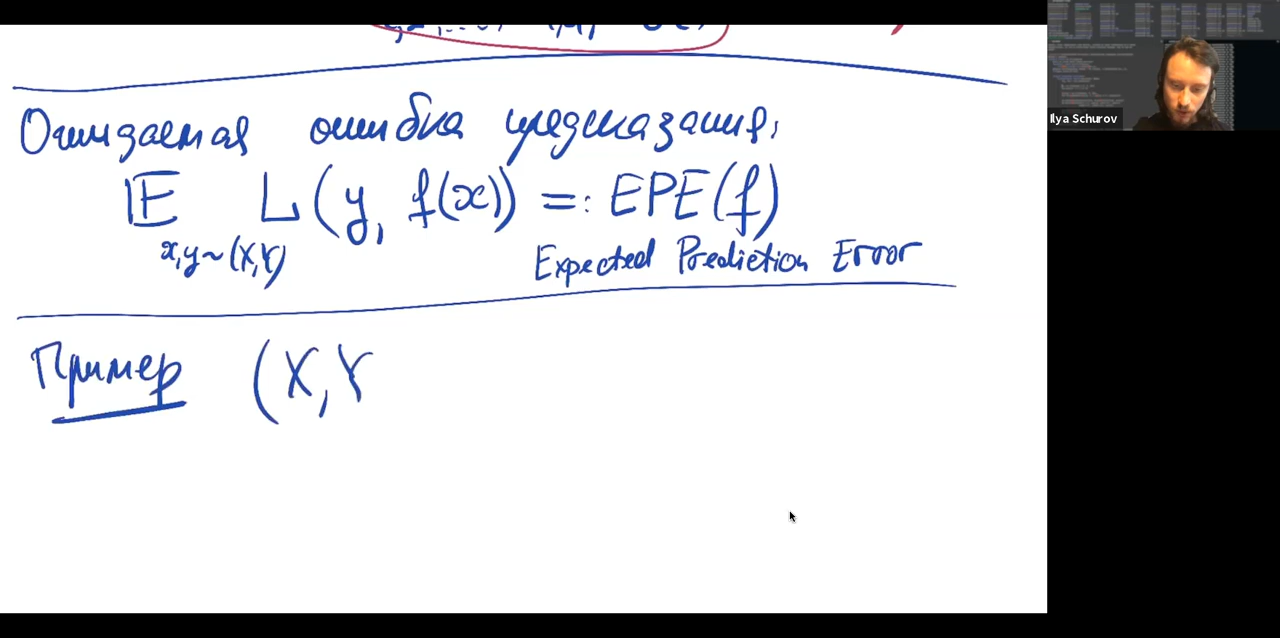 Ожидаемая ошибка предсказания:
𝔼 L(y, f(x)) =: EPE(f)
x,y~(X,Y) Expected Prediction Error
Пример (X,Y
Ilya Schurov